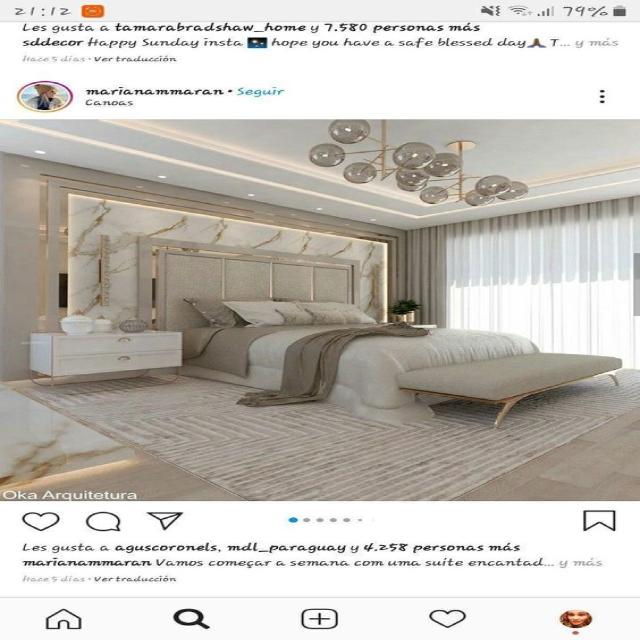 21:12
79%
Les gusta a tamarabradshaw_home y 7.580 personas más
sddecor Happy Sunday insta hope you have a safe blessed day T... y más
Hace 5 días · Ver traducción
marianammaran • Seguir
Canoas
Oka Arquitetura
Les gusta a aguscoronels, mdl_paraguay y 4.258 personas más
marianammaran Vamos começar a semana com uma suíte encantad... y más
Hace 5 días · Ver traducción